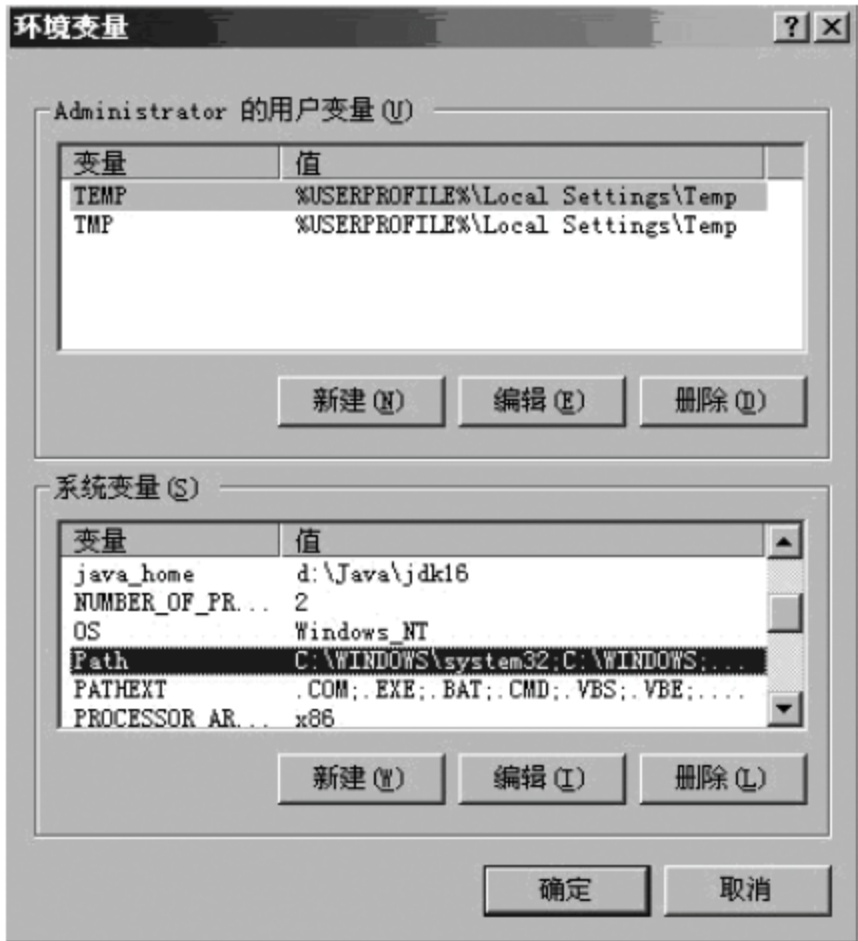 环境变量
Administrator 的用户变量(U)
变量 值
TEMP %USERPROFILE%\Local Settings\Temp
TMP %USERPROFILE%\Local Settings\Temp
新建(N) 编辑(E) 删除(D)
系统变量(S)
变量 值
java_home d:\Java\jdk16
NUMBER_OF_PR... 2
OS Windows_NT
Path C:\WINDOWS\system32;C:\WINDOWS;...
PATHEXT .COM;.EXE;.BAT;.CMD;.VBS;.VBE;....
PROCESSOR_AR... x86
新建(W) 编辑(I) 删除(L)
确定 取消